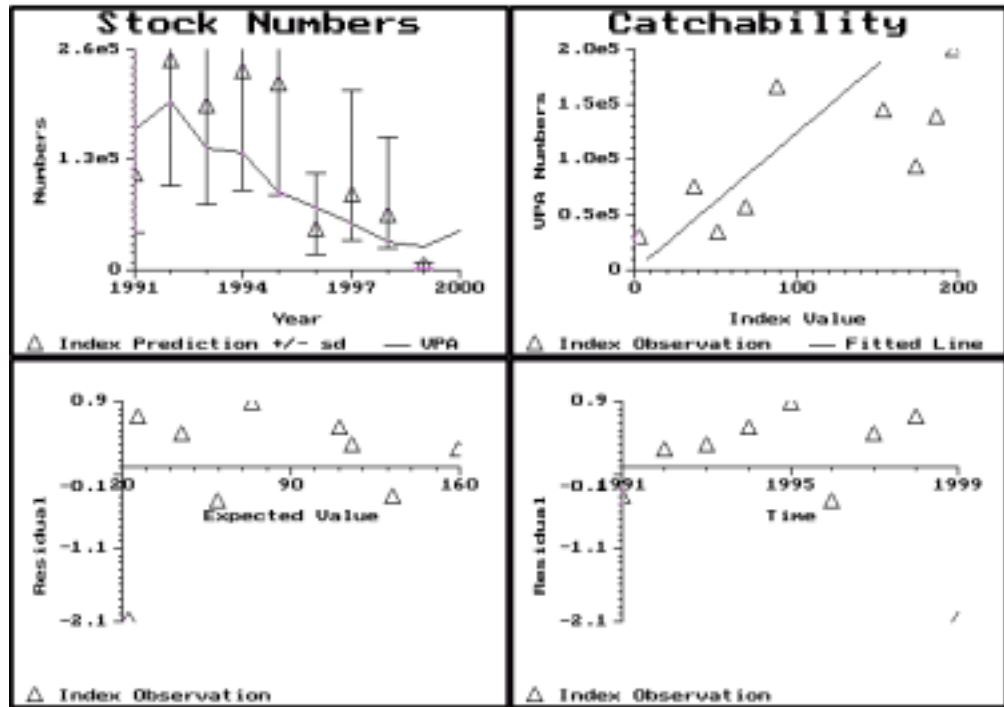 Stock Numbers
2.6e5
1.3e5
0
Numbers
1991 1994 1997 2000
Year
△ Index Prediction +/- sd — VPA
Catchability
2.0e5
1.5e5
1.0e5
0.5e5
0
VPA Numbers
0 100 200
Index Value
△ Index Observation — Fitted Line
0.9
-0.1
-1.1
-2.1
Residual
20 90 160
Expected Value
△ Index Observation
0.9
-0.1
-1.1
-2.1
Residual
1991 1995 1999
Time
△ Index Observation